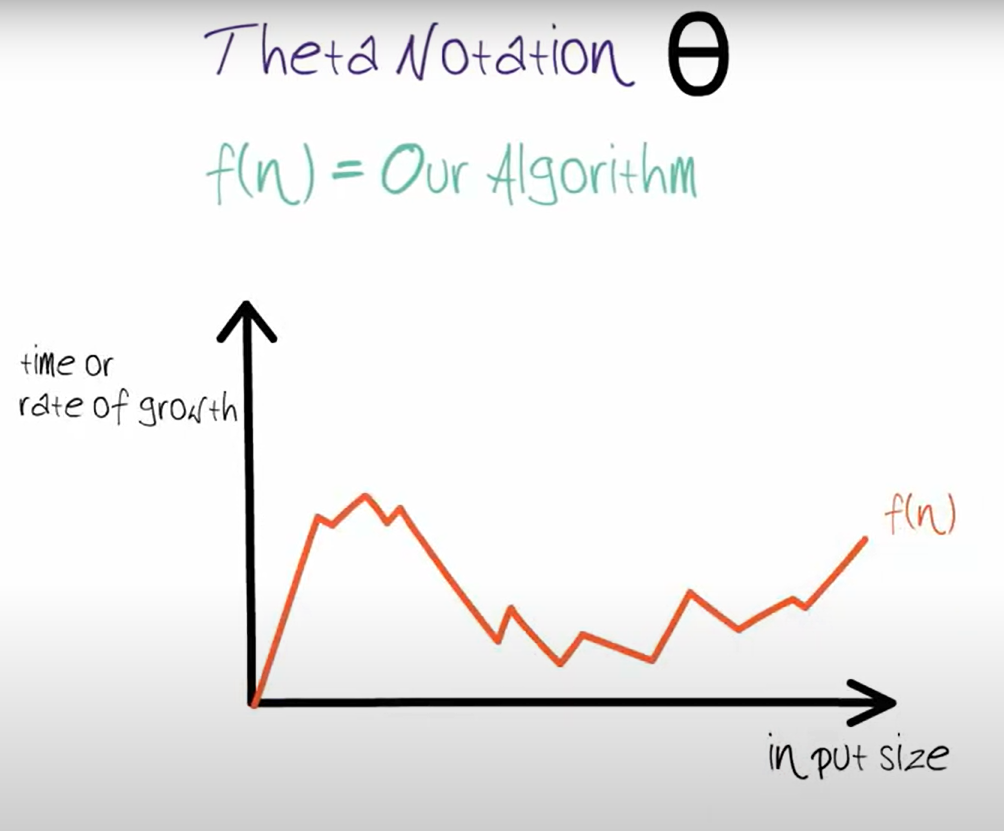 Theta Notation θ
f(n) = Our Algorithm
time or
rate of growth
f(n)
input size